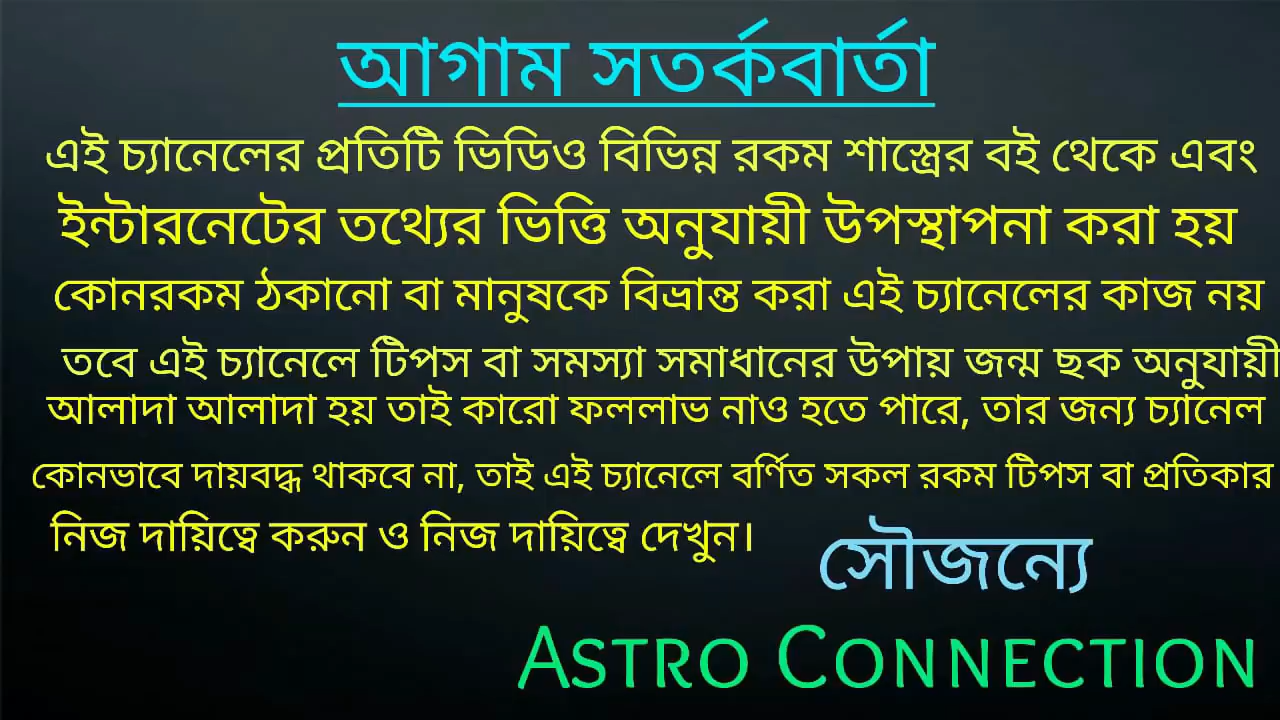 আগাম সতর্কবার্তা
এই চ্যানেলের প্রতিটি ভিডিও বিভিন্ন রকম শাস্ত্রের বই থেকে এবং
ইন্টারনেটের তথ্যের ভিত্তি অনুযায়ী উপস্থাপনা করা হয়
কোনরকম ঠকানো বা মানুষকে বিভ্রান্ত করা এই চ্যানেলের কাজ নয়
তবে এই চ্যানেলে টিপস বা সমস্যা সমাধানের উপায় জন্ম ছক অনুযায়ী
আলাদা আলাদা হয় তাই কারো ফললাভ নাও হতে পারে, তার জন্য চ্যানেল
কোনভাবে দায়বদ্ধ থাকবে না, তাই এই চ্যানেলে বর্ণিত সকল রকম টিপস বা প্রতিকার
নিজ দায়িত্বে করুন ও নিজ দায়িত্বে দেখুন।
সৌজন্যে
ASTRO CONNECTION